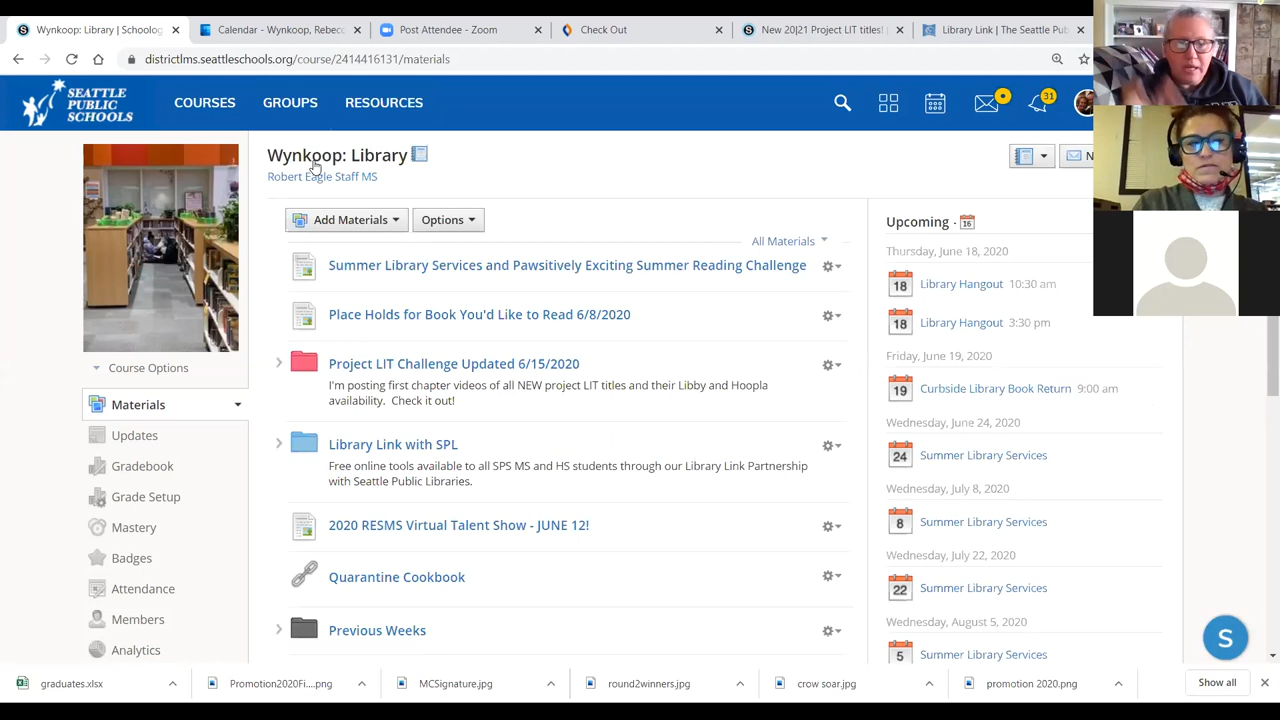 Wynkoop: Library | Schoolog
Calendar - Wynkoop, Rebecc
Post Attendee - Zoom
Check Out
New 20|21 Project LIT titles!
Library Link | The Seattle Pub
districtlms.seattleschools.org/course/2414416131/materials
SEATTLE
PUBLIC
SCHOOLS
COURSES
GROUPS
RESOURCES
31
Wynkoop: Library
Robert Eagle Staff MS
N
Add Materials
Options
All Materials
Summer Library Services and Pawsitively Exciting Summer Reading Challenge
Place Holds for Book You'd Like to Read 6/8/2020
Project LIT Challenge Updated 6/15/2020
I'm posting first chapter videos of all NEW project LIT titles and their Libby and Hoopla
availability. Check it out!
Library Link with SPL
Free online tools available to all SPS MS and HS students through our Library Link Partnership
with Seattle Public Libraries.
2020 RESMS Virtual Talent Show - JUNE 12!
Quarantine Cookbook
Previous Weeks
Course Options
Materials
Updates
Gradebook
Grade Setup
Mastery
Badges
Attendance
Members
Analytics
Upcoming · 16
Thursday, June 18, 2020
18 Library Hangout 10:30 am
18 Library Hangout 3:30 pm
Friday, June 19, 2020
19 Curbside Library Book Return 9:00 am
Wednesday, June 24, 2020
24 Summer Library Services
Wednesday, July 8, 2020
8 Summer Library Services
Wednesday, July 22, 2020
22 Summer Library Services
Wednesday, August 5, 2020
5 Summer Library Services
S
graduates.xlsx
Promotion2020Fi....png
MCSignature.jpg
round2winners.jpg
crow soar.jpg
promotion 2020.png
Show all